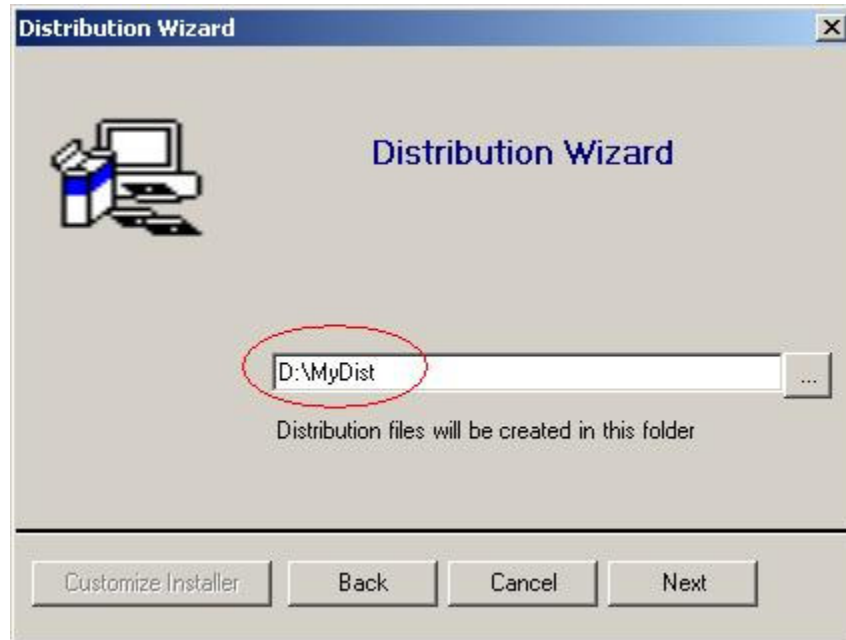 Distribution Wizard
Distribution Wizard
D:\MyDist
...
Distribution files will be created in this folder
Customize Installer
Back
Cancel
Next